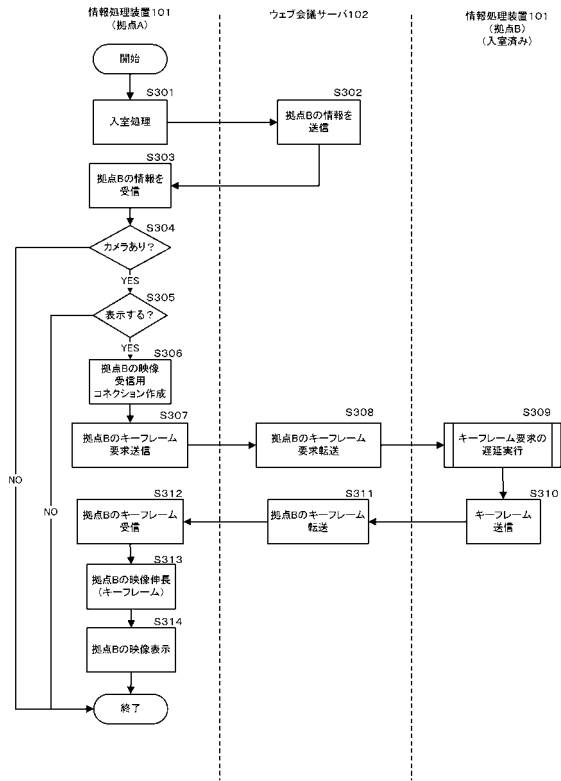 情報処理装置101
(拠点A)
ウェブ会議サーバ102
情報処理装置101
(拠点B)
(入室済み)
開始
S301
入室処理
S302
拠点Bの情報を
送信
S303
拠点Bの情報を
受信
S304
カメラあり?
YES
S305
表示する?
YES
S306
拠点Bの映像
受信用
コネクション作成
S307
拠点Bのキーフレーム
要求送信
S308
拠点Bのキーフレーム
要求転送
S309
キーフレーム要求の
遅延実行
NO
NO
S312
拠点Bのキーフレーム
受信
S311
拠点Bのキーフレーム
転送
S310
キーフレーム
送信
S313
拠点Bの映像伸長
(キーフレーム)
S314
拠点Bの映像表示
終了